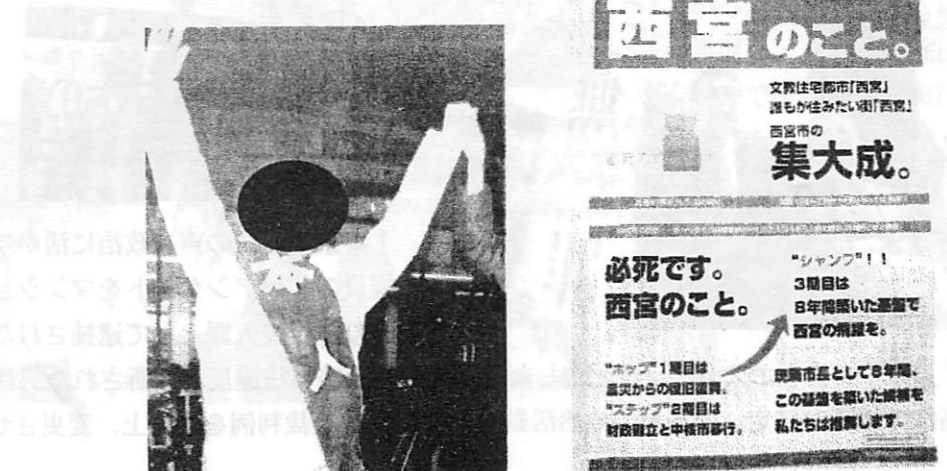 西宮のこと。
文教住宅都市「西宮」
誰もが住みたい街「西宮」
西宮市の
集大成。
必死です。
西宮のこと。
"ジャンプ"！！
3期目は
8年間築いた基盤で
西宮の飛躍を。
"ホップ"1期目は
震災からの復旧復興。
"ステップ"2期目は
財政確立と中核市移行。
現職市長として8年間、
この基盤を築いた候補を
私たちは推薦します。